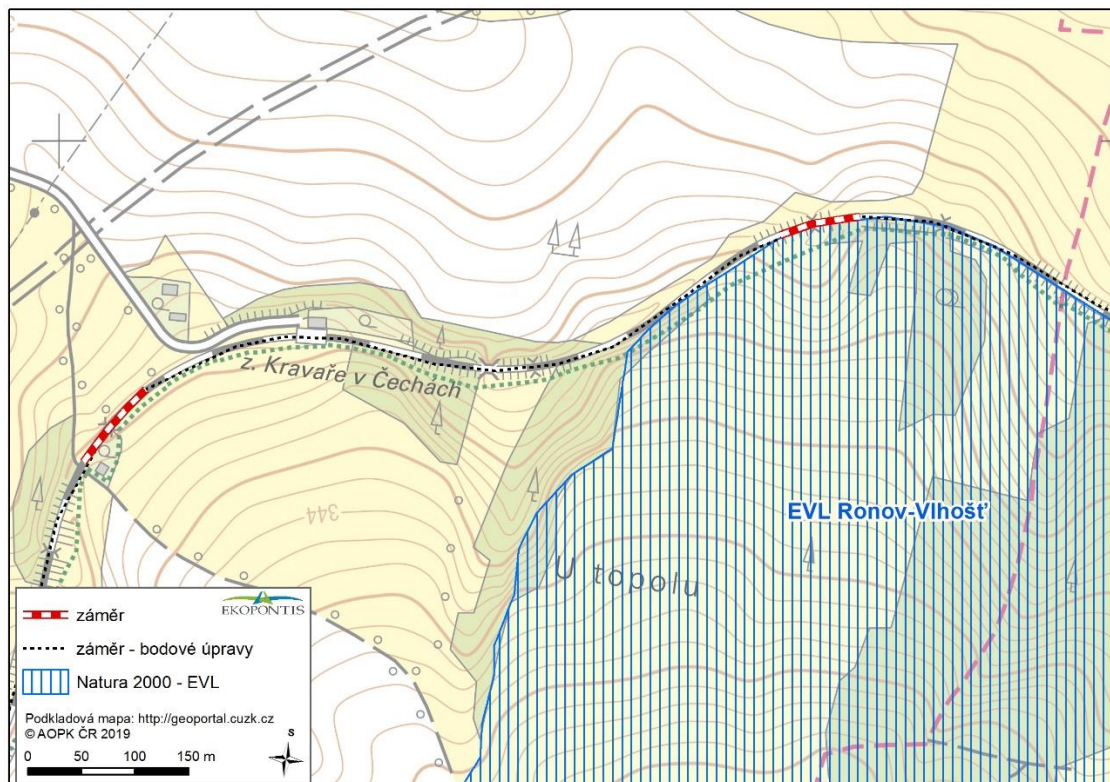 z. Kravaře v Čechách
344
EVL Ronov-Vlhošť
U topolu
EKOPONTIS
záměr
záměr - bodové úpravy
Natura 2000 - EVL
Podkladová mapa: http://geoportal.cuzk.cz
© AOPK ČR 2019
S
0 50 100 150 m